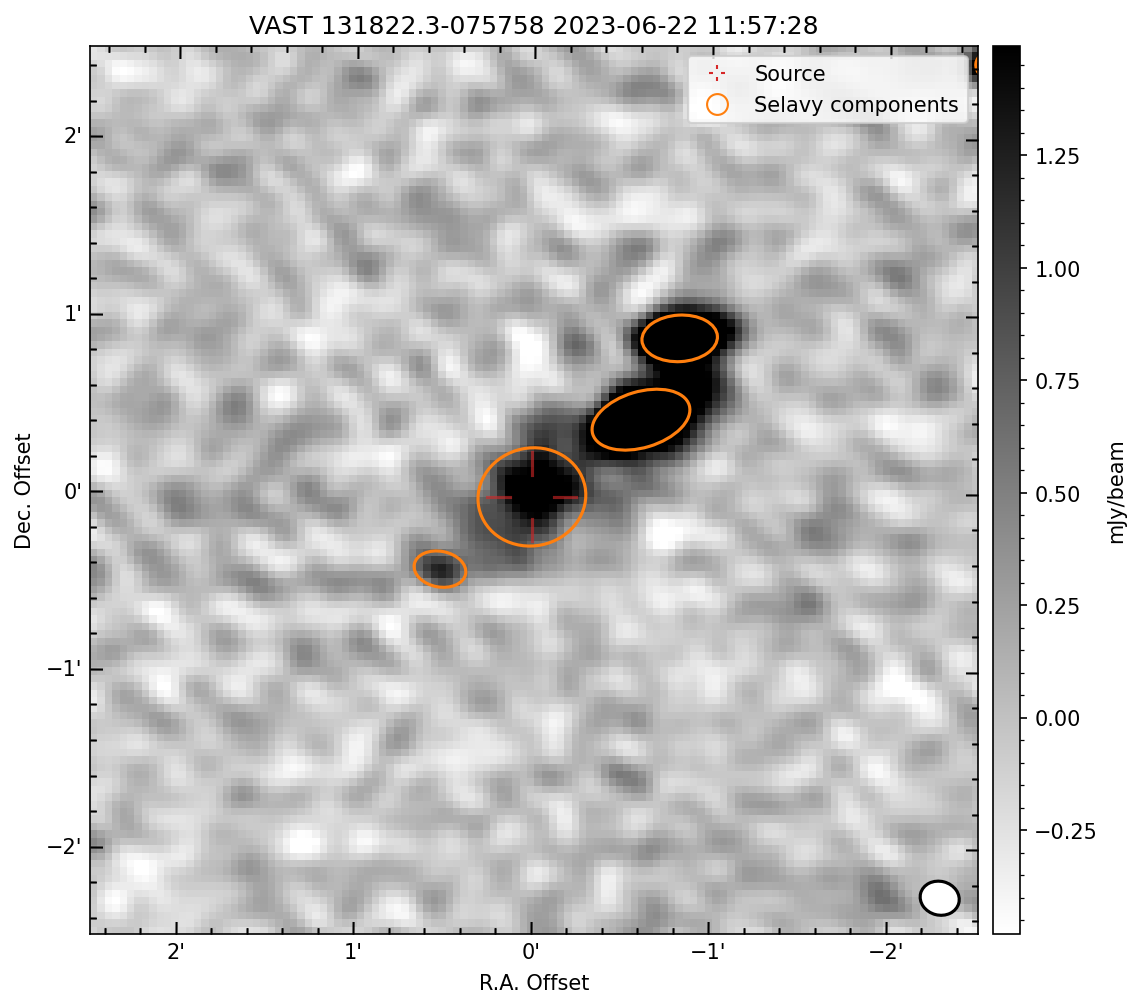 VAST 131822.3-075758 2023-06-22 11:57:28
Source
Selavy components
2'
1'
0'
−1'
−2'
Dec. Offset
2'
1'
0'
−1'
−2'
R.A. Offset
1.25
1.00
0.75
0.50
0.25
0.00
−0.25
mJy/beam